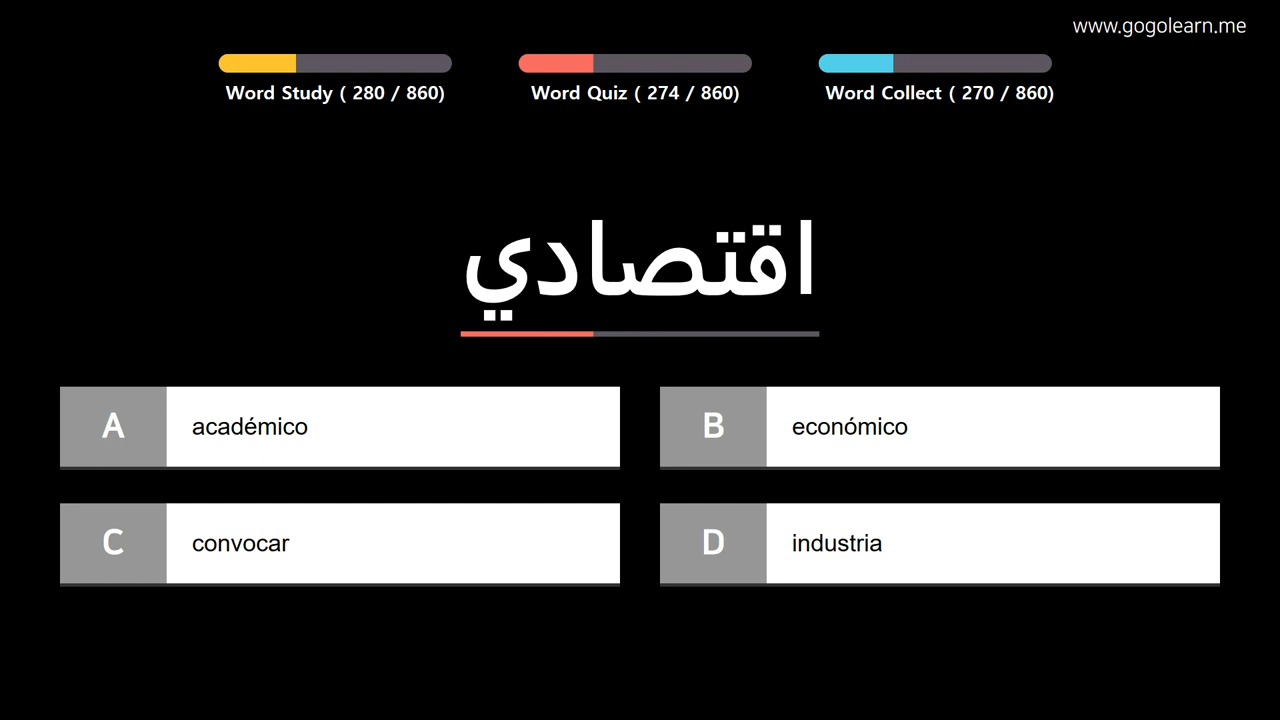 www.gogolearn.me
Word Study ( 280 / 860)
Word Quiz ( 274 / 860)
Word Collect ( 270 / 860)
اقتصادي
A académico
B económico
C convocar
D industria